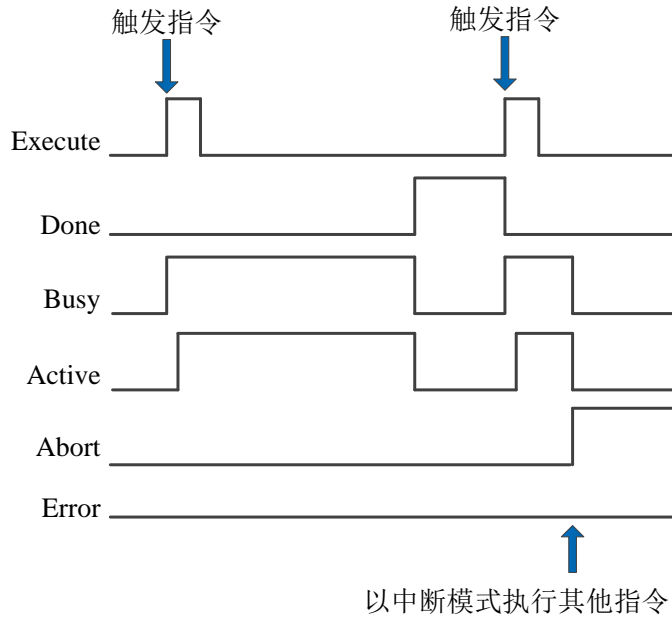 触发指令 触发指令
Execute
Done
Busy
Active
Abort
Error
以中断模式执行其他指令